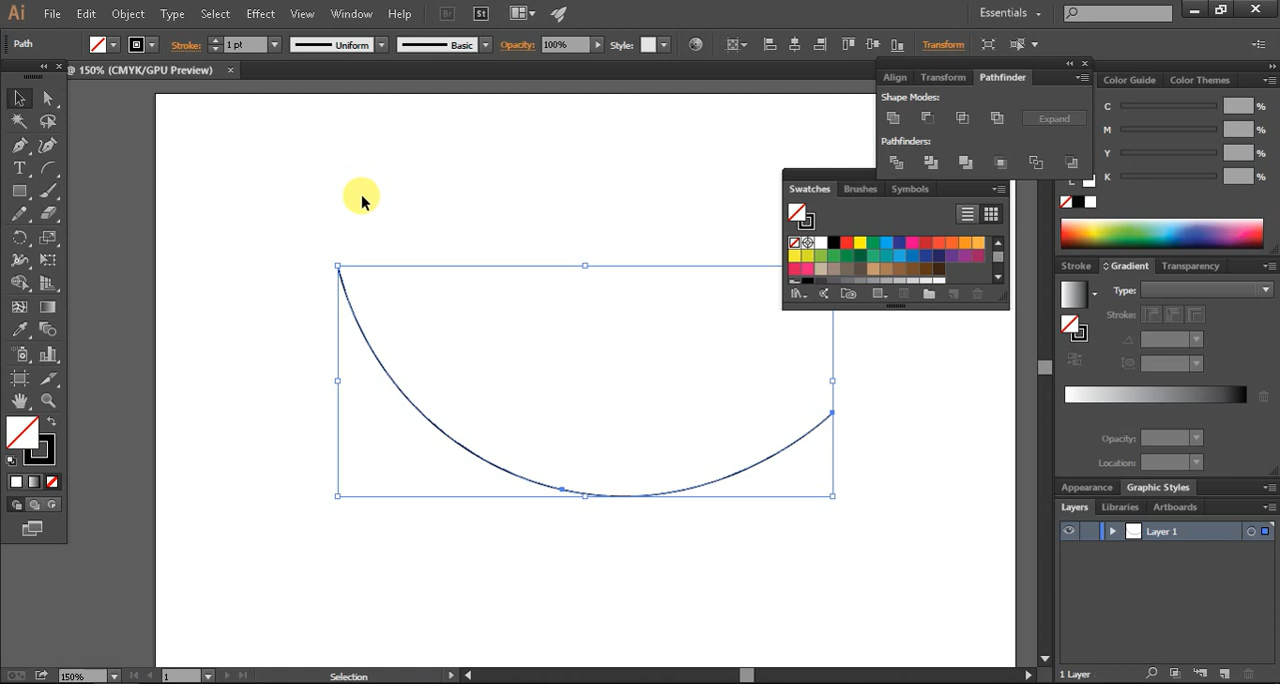 Ai File Edit Object Type Select Effect View Window Help Br St Essentials
Path Stroke: 1 pt Uniform Basic Opacity: 100% Style: Transform
@ 150% (CMYK/GPU Preview)
Align Transform Pathfinder
Shape Modes:
Expand
Pathfinders:
Color Guide Color Themes
C %
M %
Y %
K %
Swatches Brushes Symbols
Stroke Gradient Transparency
Type:
Stroke:
Opacity:
Location:
Appearance Graphic Styles
Layers Libraries Artboards
Layer 1
1 Layer
150% 1 Selection